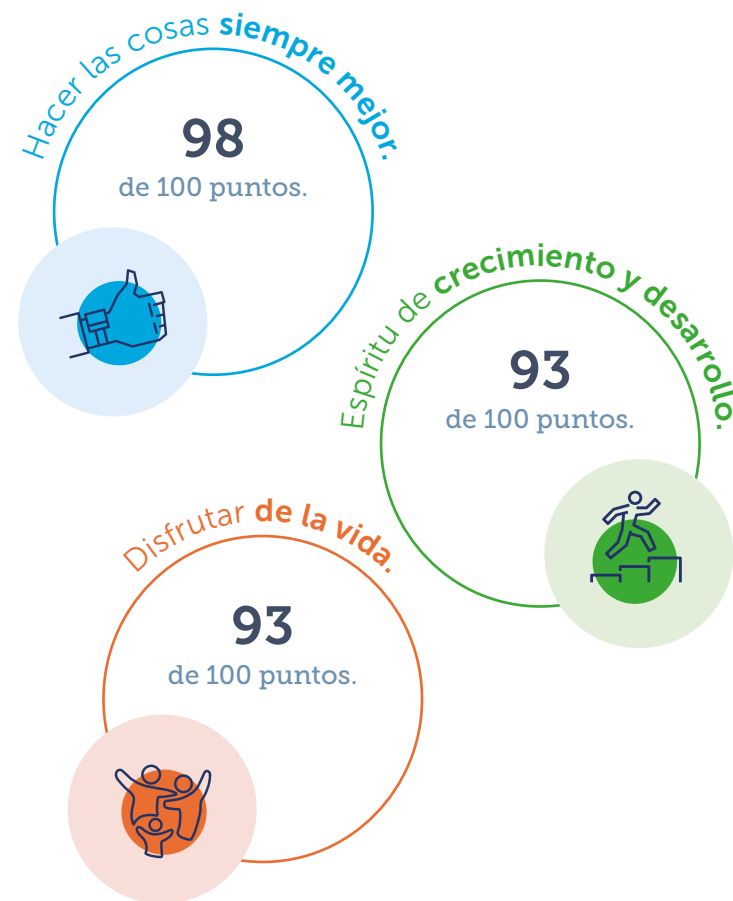 Hacer las cosas siempre mejor.
98
de 100 puntos.
Espíritu de crecimiento y desarrollo.
93
de 100 puntos.
Disfrutar de la vida.
93
de 100 puntos.